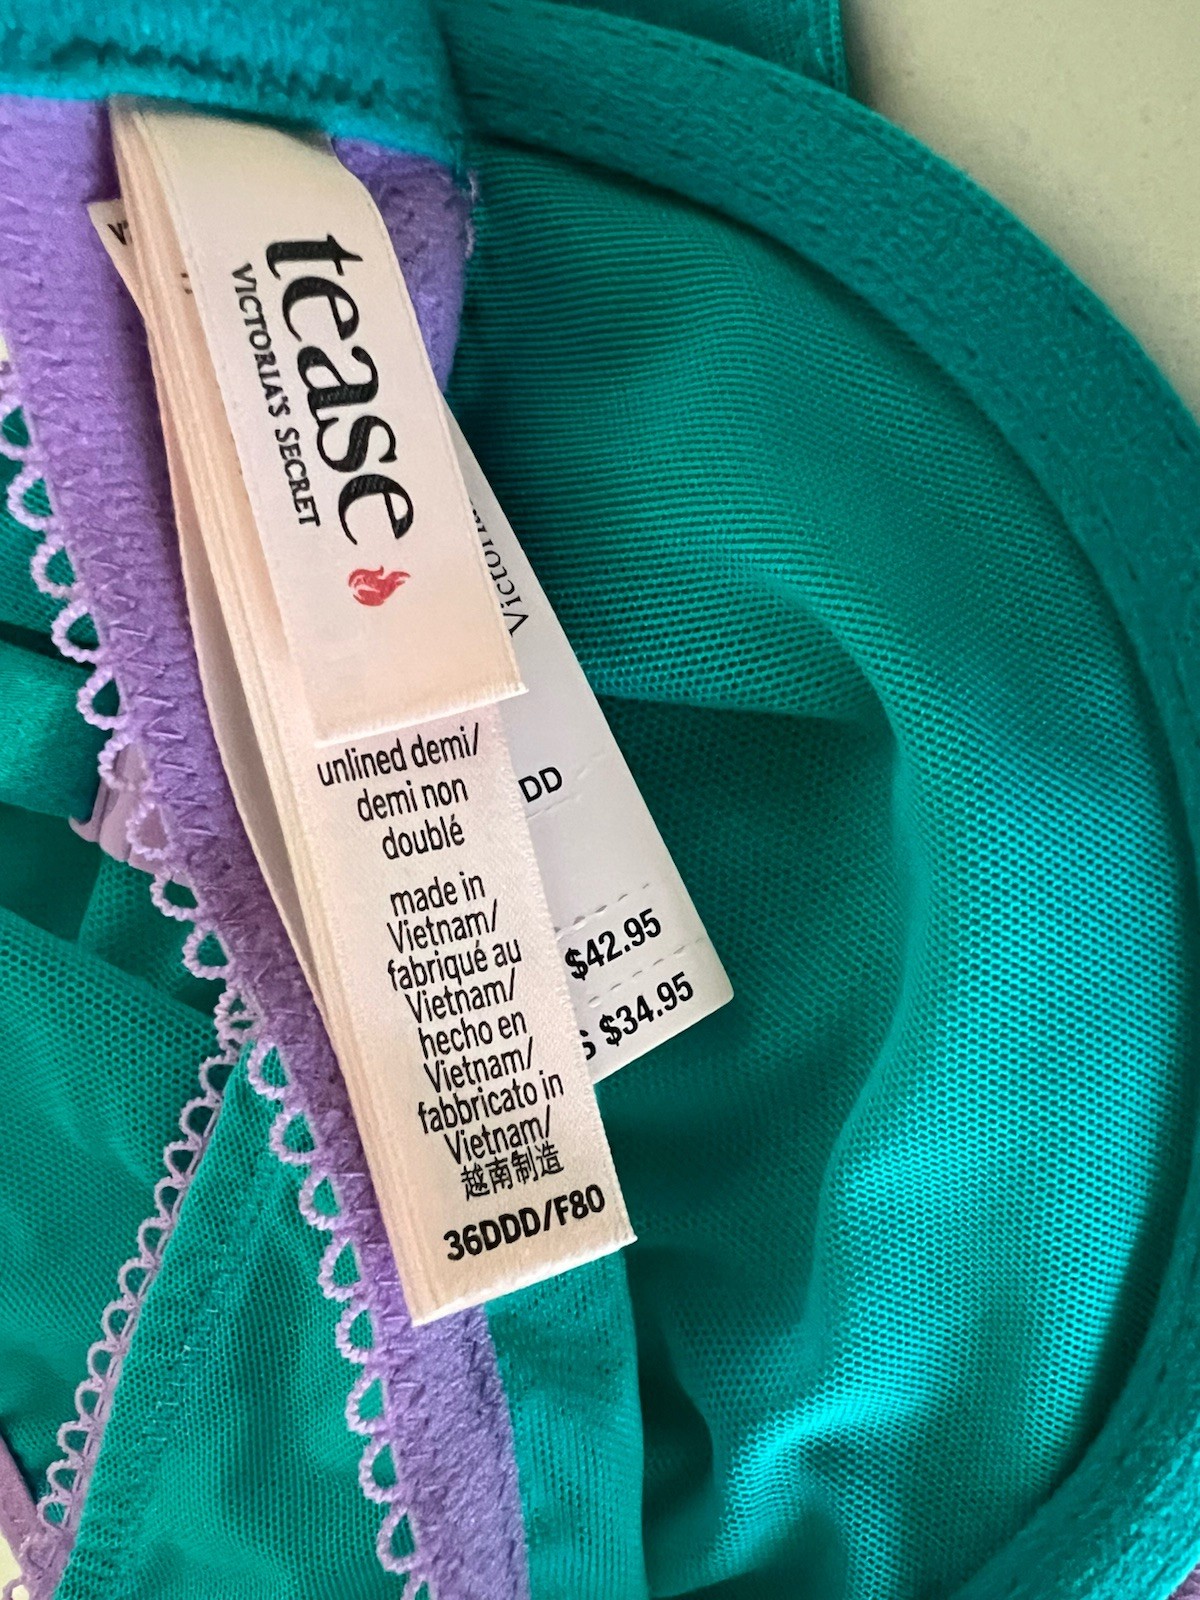 tease
VICTORIA'S SECRET
unlined demi/
demi non
doublé
made in
Vietnam/
fabriqué au
Vietnam/
hecho en
Vietnam/
fabbricato in
Vietnam/
越南制造
36DDD/F80
DD
$42.95
$34.95